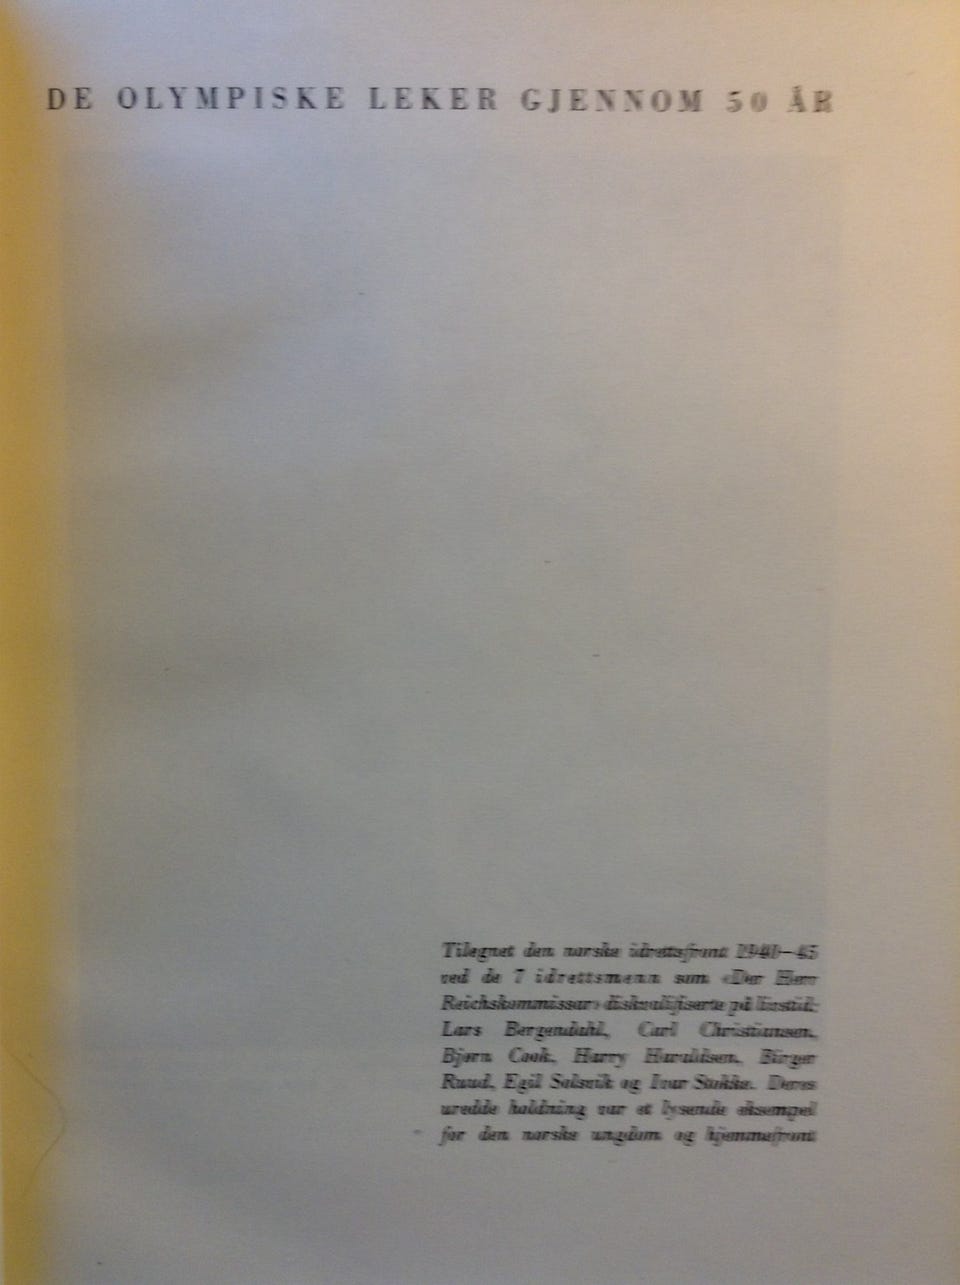 DE OLYMPISKE LEKER GJENNOM 50 ÅR
Tilegnet den norske idrettsfront 1940—45
ved de 7 idrettsmenn som «Der Herr
Reichskommissar» diskvalifiserte på livstid:
Lars Bergendahl, Carl Christiansen,
Bjørn Cook, Harry Haraldsen, Birger
Ruud, Egil Solsvik og Ivar Stokke. Deres
uredde holdning var et lysende eksempel
for den norske ungdom og hjemmefront